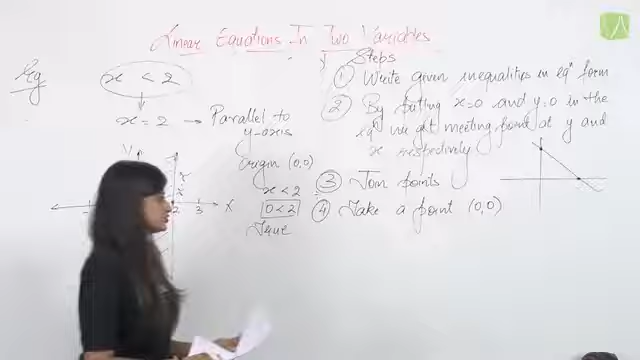 Linear Equations In Two Variables
Eg
x < 2
x = 2 → Parallel to
y-axis
origin (0,0)
x < 2
0 < 2
True
Y
X
2 3
Steps
① Write given inequalities in eqⁿ form
② By putting x=0 and y=0 in the
eqⁿ we get meeting point at y and
x respectively
③ Join points
④ Take a point (0,0)